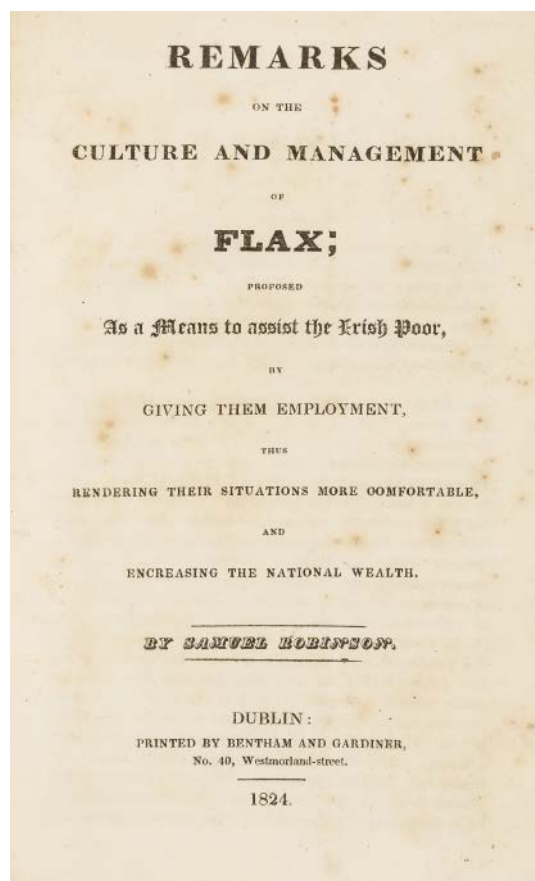 REMARKS
ON THE
CULTURE AND MANAGEMENT
OF
FLAX;
PROPOSED
As a Means to assist the Irish Poor,
BY
GIVING THEM EMPLOYMENT,
THUS
RENDERING THEIR SITUATIONS MORE COMFORTABLE,
AND
ENCREASING THE NATIONAL WEALTH.
BY SAMUEL ROBINSON.
DUBLIN:
PRINTED BY BENTHAM AND GARDINER,
No. 40, Westmorland-street.
1824.